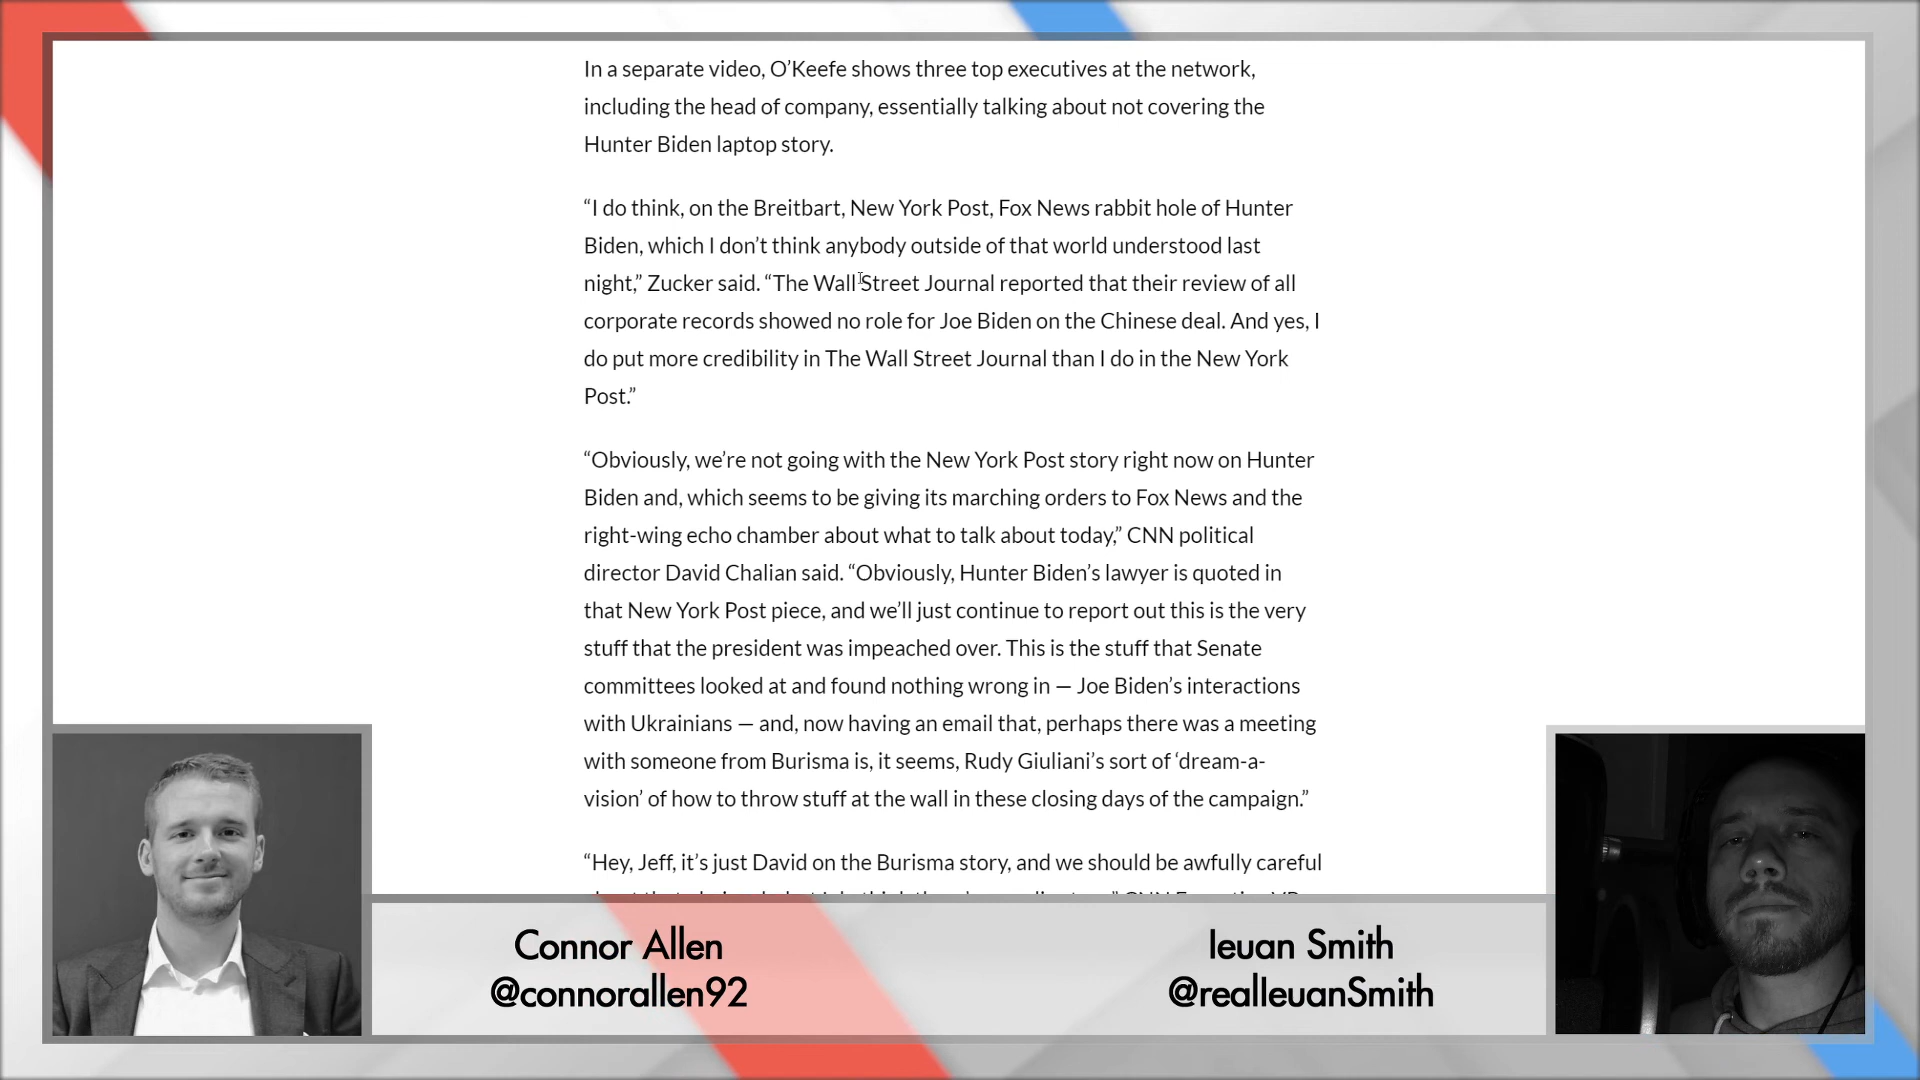 In a separate video, O’Keefe shows three top executives at the network,
including the head of company, essentially talking about not covering the
Hunter Biden laptop story.
“I do think, on the Breitbart, New York Post, Fox News rabbit hole of Hunter
Biden, which I don’t think anybody outside of that world understood last
night,” Zucker said. “The Wall Street Journal reported that their review of all
corporate records showed no role for Joe Biden on the Chinese deal. And yes, I
do put more credibility in The Wall Street Journal than I do in the New York
Post.”
“Obviously, we’re not going with the New York Post story right now on Hunter
Biden and, which seems to be giving its marching orders to Fox News and the
right-wing echo chamber about what to talk about today,” CNN political
director David Chalian said. “Obviously, Hunter Biden’s lawyer is quoted in
that New York Post piece, and we’ll just continue to report out this is the very
stuff that the president was impeached over. This is the stuff that Senate
committees looked at and found nothing wrong in — Joe Biden’s interactions
with Ukrainians — and, now having an email that, perhaps there was a meeting
with someone from Burisma is, it seems, Rudy Giuliani’s sort of ‘dream-a-
vision’ of how to throw stuff at the wall in these closing days of the campaign.”
“Hey, Jeff, it’s just David on the Burisma story, and we should be awfully careful
Connor Allen
@connorallen92
Ieuan Smith
@realIeuanSmith